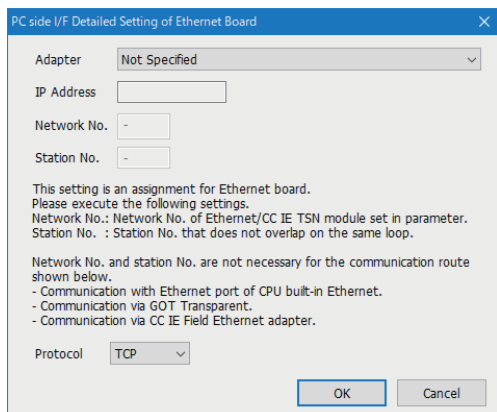 PC side I/F Detailed Setting of Ethernet Board
Adapter Not Specified
IP Address
Network No. -
Station No. -
This setting is an assignment for Ethernet board.
Please execute the following settings.
Network No.: Network No. of Ethernet/CC IE TSN module set in parameter.
Station No. : Station No. that does not overlap on the same loop.
Network No. and station No. are not necessary for the communication route
shown below.
- Communication with Ethernet port of CPU built-in Ethernet.
- Communication via GOT Transparent.
- Communication via CC IE Field Ethernet adapter.
Protocol TCP
OK Cancel